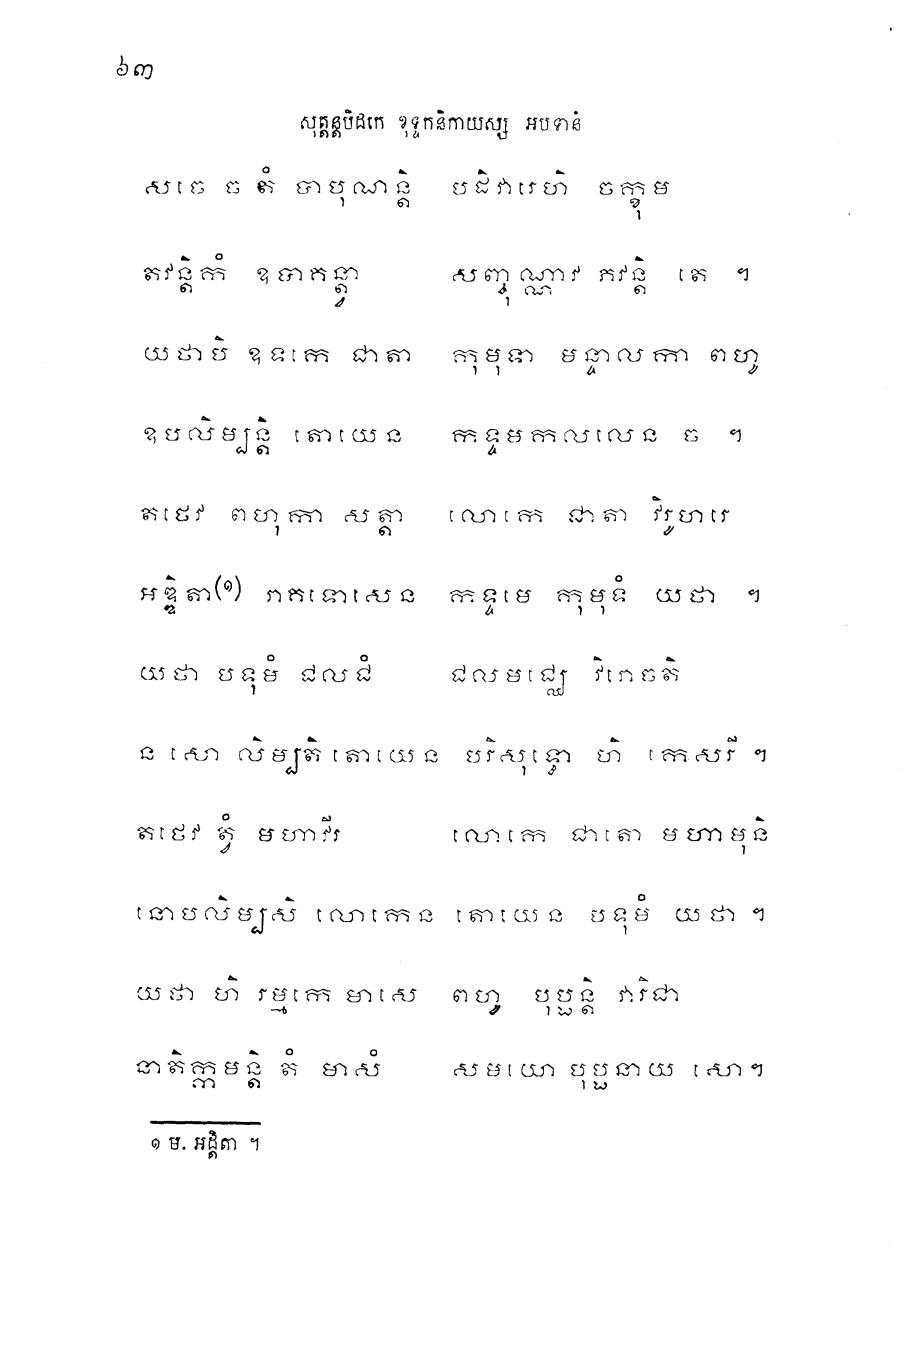 ៦៣
សុត្តន្តបិដកេ ខុទ្ទកនិកាយស្ស អបទានំ
សចេ ច តំ បាបុណន្តិ បដិវារេហិ ចក្ខុម
តវន្តិកំ ឧបាគន្ត្វា សញ្ឆុណ្ណាវ ភវន្តិ តេ ។
យថាបិ ឧទកេ ជាតា កុមុទា មន្ទាលកា ពហូ
ឧបលិម្បន្តិ តោយេន កទ្ទមកលលេន ច ។
តថេវ ពហុកា សត្តា លោកេ ជាតា វិរូហរេ
អឌ្ឌិតា(១) រាគទោសេន កទ្ទមេ កុមុទំ យថា ។
យថា បទុមំ ជលជំ ជលមជ្ឈេ វិរោចតិ
ន សោ លិម្បតិ តោយេន បរិសុទ្ធោ ហិ កេសរី ។
តថេវ ត្វំ មហាវីរ លោកេ ជាតោ មហាមុនិ
នោបលិម្បសិ លោកេន តោយេន បទុមំ យថា ។
យថា ហិ រម្មកេ មាសេ ពហូ បុប្ផន្តិ វារិជា
នាតិក្កមន្តិ តំ មាសំ សមយោ បុប្ផនាយ សោ។
១ ម. អដ្ដិតា ។